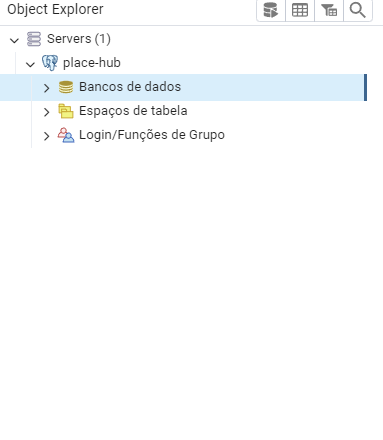 Object Explorer
Servers (1)
place-hub
Bancos de dados
Espaços de tabela
Login/Funções de Grupo